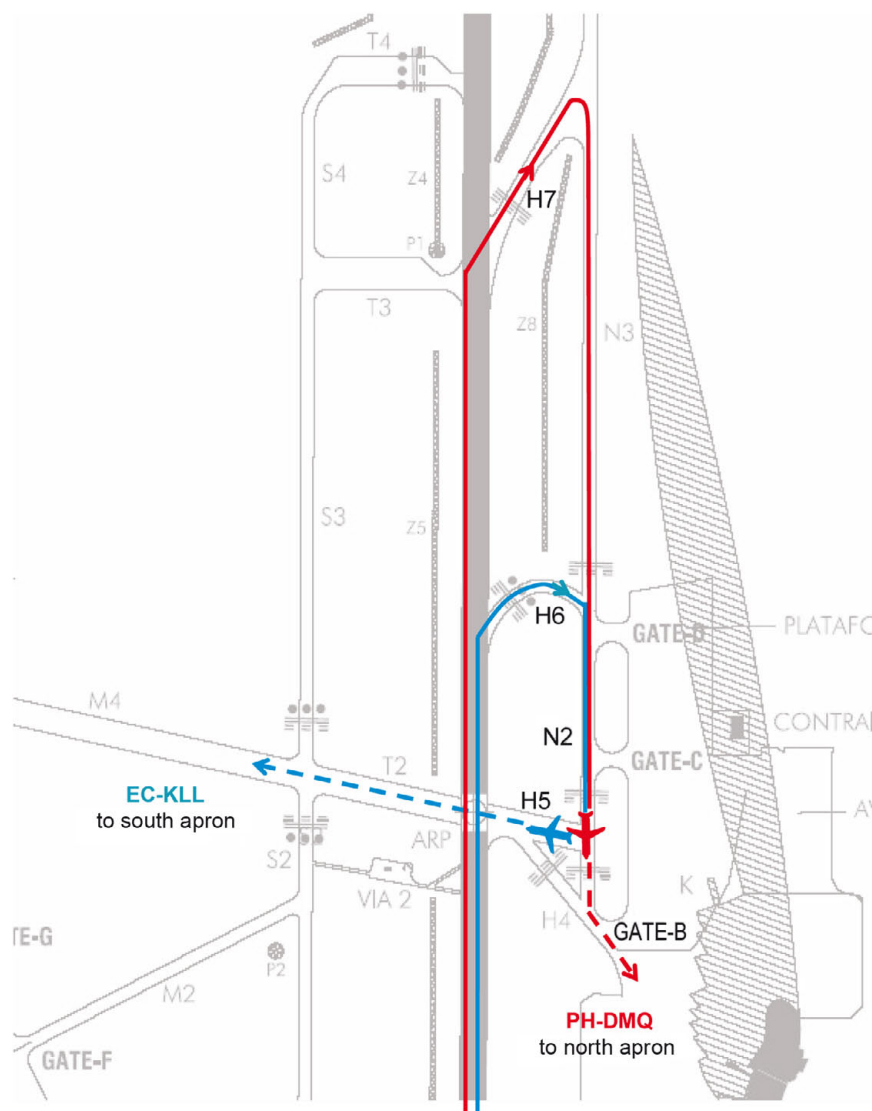 T4
S4
Z4
H7
P1
T3
Z8
N3
S3
Z5
H6
GATE-D
PLATAFO
M4
N2
CONTRA
GATE-C
T2
EC-KLL
to south apron
H5
ARP
AV
S2
VIA 2
K
H4
GATE-B
TE-G
P2
M2
PH-DMQ
to north apron
GATE-F